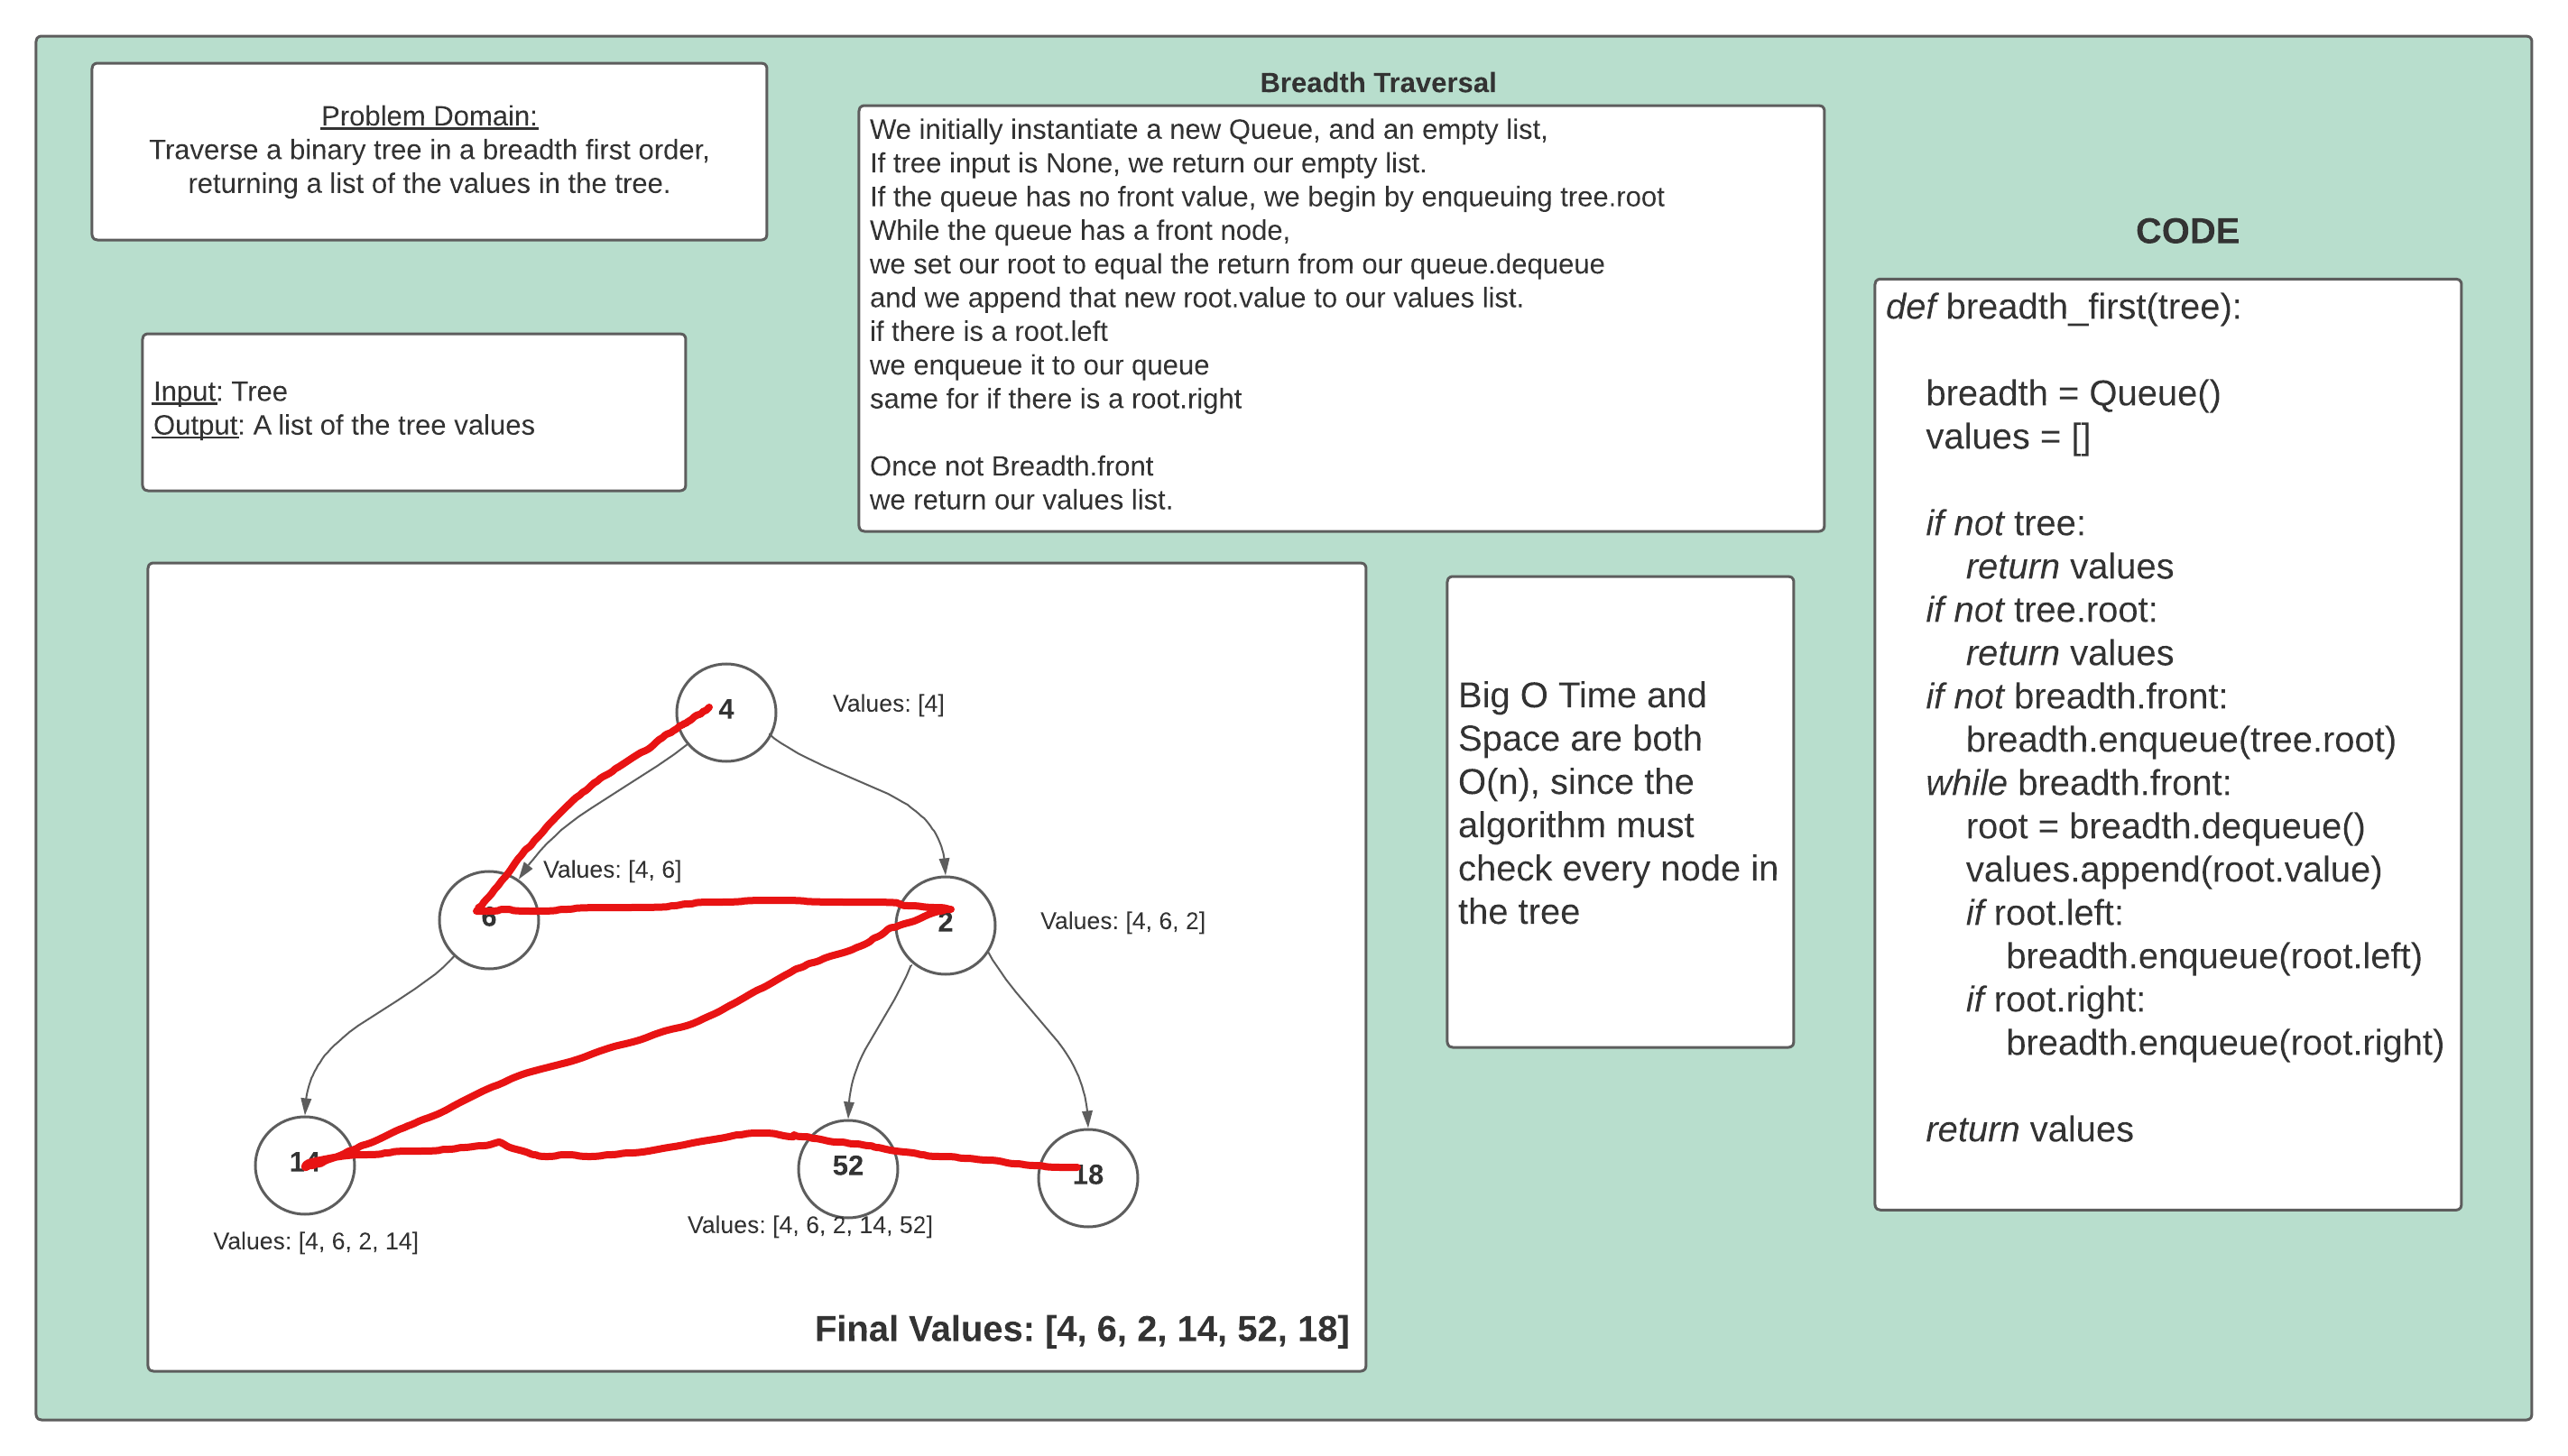 Problem Domain:
Traverse a binary tree in a breadth first order,
returning a list of the values in the tree.
Input: Tree
Output: A list of the tree values
Breadth Traversal
We initially instantiate a new Queue, and an empty list,
If tree input is None, we return our empty list.
If the queue has no front value, we begin by enqueuing tree.root
While the queue has a front node,
we set our root to equal the return from our queue.dequeue
and we append that new root.value to our values list.
if there is a root.left
we enqueue it to our queue
same for if there is a root.right
Once not Breadth.front
we return our values list.
4
Values: [4]
Values: [4, 6]
6
2
Values: [4, 6, 2]
14
52
18
Values: [4, 6, 2, 14]
Values: [4, 6, 2, 14, 52]
Final Values: [4, 6, 2, 14, 52, 18]
Big O Time and
Space are both
O(n), since the
algorithm must
check every node in
the tree
CODE
def breadth_first(tree):
breadth = Queue()
values = []
if not tree:
return values
if not tree.root:
return values
if not breadth.front:
breadth.enqueue(tree.root)
while breadth.front:
root = breadth.dequeue()
values.append(root.value)
if root.left:
breadth.enqueue(root.left)
if root.right:
breadth.enqueue(root.right)
return values